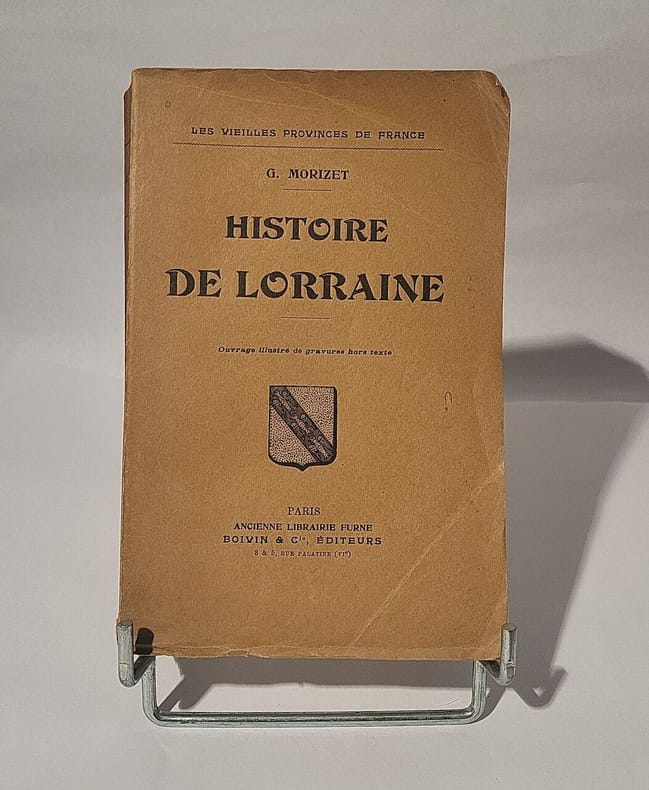 LES VIEILLES PROVINCES DE FRANCE
G. MORIZET
HISTOIRE
DE LORRAINE
Ouvrage illustré de gravures hors texte
PARIS
ANCIENNE LIBRAIRIE FURNE
BOIVIN & Cie, ÉDITEURS
3 & 5, RUE PALATINE (VIe)